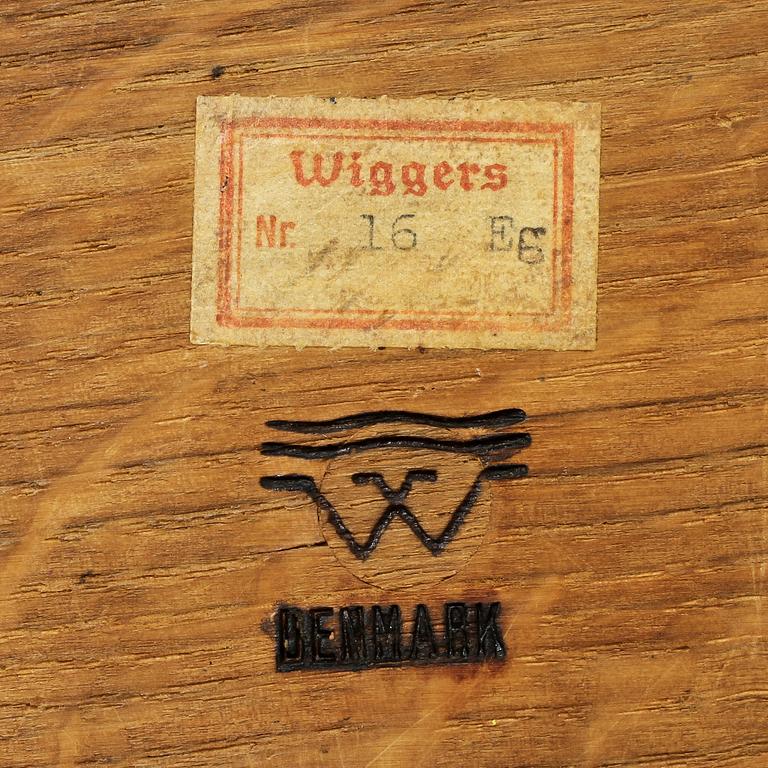 Wiggers
Nr. 16 Eg
W
DENMARK